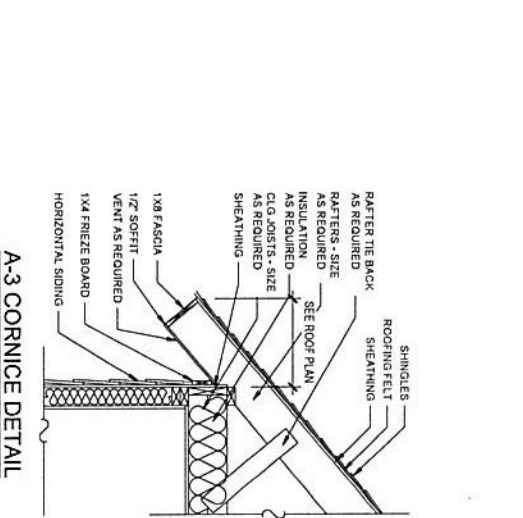 SHINGLES
ROOFING FELT
SHEATHING
RAFTER TIE BACK
AS REQUIRED
RAFTERS - SIZE
AS REQUIRED
INSULATION
AS REQUIRED
CLG JOISTS - SIZE
AS REQUIRED
SHEATHING
SEE ROOF PLAN
1X8 FASCIA
1/2" SOFFIT
VENT AS REQUIRED
1X4 FRIEZE BOARD
HORIZONTAL SIDING
A-3 CORNICE DETAIL